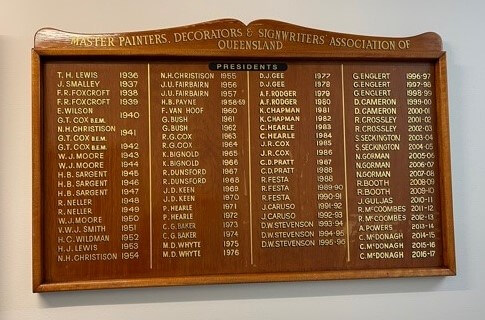 MASTER PAINTERS, DECORATORS & SIGNWRITERS' ASSOCIATION OF
QUEENSLAND
PRESIDENTS
T. H. LEWIS 1936
J. SMALLEY 1937
F. R. FOXCROFT 1938
F. R. FOXCROFT 1939
E. WILSON
G.T. COX B.E.M. 1940
N.H. CHRISTISON
G.T. COX B.E.M. 1941
G.T. COX B.E.M. 1942
W. J. MOORE 1943
W. J. MOORE 1944
H.B. SARGENT 1945
H.B. SARGENT 1946
H.B. SARGENT 1947
R. NELLER 1948
R. NELLER 1949
W. J. MOORE 1950
V.W.J. SMITH 1951
H.C. WILDMAN 1952
H.J. LEWIS 1953
N.H. CHRISTISON 1954
N.H. CHRISTISON 1955
J.U. FAIRBAIRN 1956
J.U. FAIRBAIRN 1957
H.B. PAYNE 1958-59
F. VAN HOOF 1960
G. BUSH 1961
G. BUSH 1962
R.G. COX 1963
R.G. COX 1964
K. BIGNOLD 1965
K. BIGNOLD 1966
R. DUNSFORD 1967
R. DUNSFORD 1968
J.D. KEEN 1969
J.D. KEEN 1970
P. HEARLE 1971
P. HEARLE 1972
C.G. BAKER 1973
C.G. BAKER 1974
M.D. WHYTE 1975
M.D. WHYTE 1976
D.J. GEE 1977
D.J. GEE 1978
A.F. RODGER 1979
A.F. RODGER 1980
K. CHAPMAN 1981
K. CHAPMAN 1982
C. HEARLE 1983
C. HEARLE 1984
J.R. COX 1985
J.R. COX 1986
C.D. PRATT 1987
C.D. PRATT 1988
R. FESTA 1988
R. FESTA 1989-90
R. FESTA 1990-91
J. CARUSO 1991-92
J. CARUSO 1992-93
D.W. STEVENSON 1993-94
D.W. STEVENSON 1994-95
D.W. STEVENSON 1995-96
G. ENGLERT 1996-97
G. ENGLERT 1997-98
G. ENGLERT 1998-99
D. CAMERON 1999-00
D. CAMERON 2000-01
R. CROSSLEY 2001-02
R. CROSSLEY 2002-03
S. SECKINGTON 2003-04
S. SECKINGTON 2004-05
N. GORMAN 2005-06
N. GORMAN 2006-07
N. GORMAN 2007-08
R. BOOTH 2008-09
R. BOOTH 2009-10
J. GULJAS 2010-11
R. McCOOMBES 2011-12
R. McCOOMBES 2012-13
A. POWERS 2013-14
C. McDONAGH 2014-15
C. McDONAGH 2015-16
C. McDONAGH 2016-17